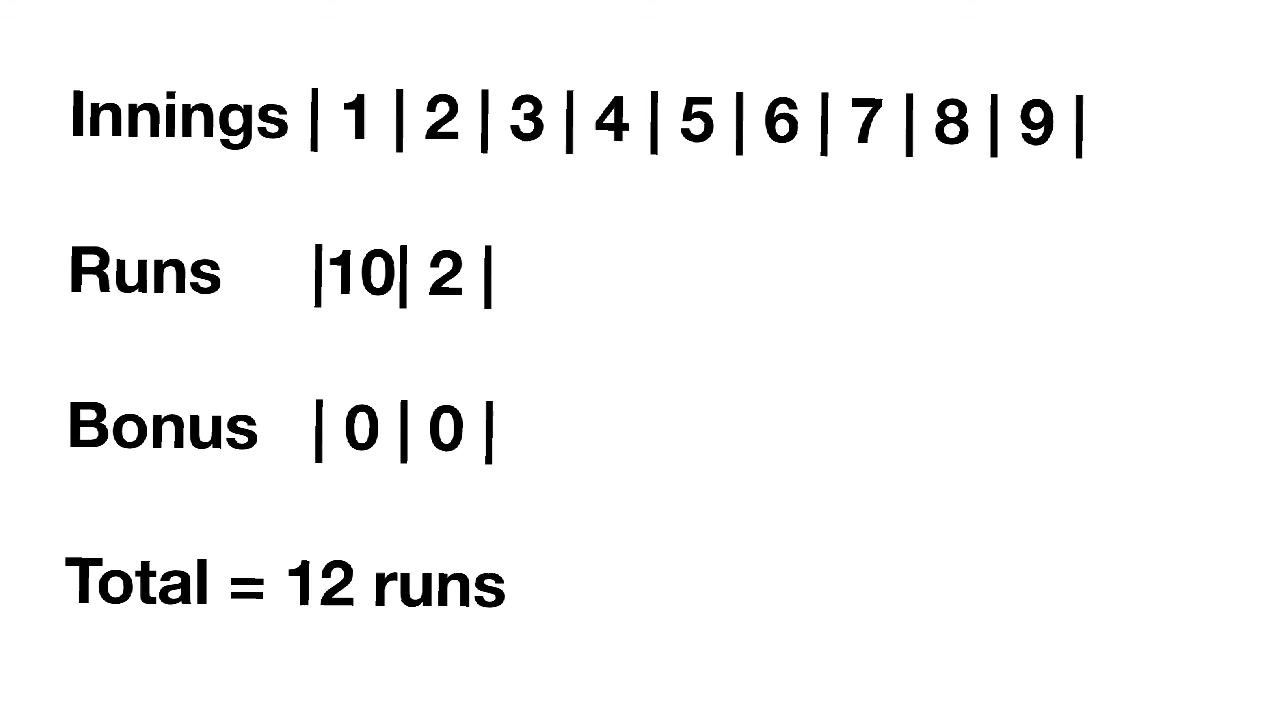 Innings | 1 | 2 | 3 | 4 | 5 | 6 | 7 | 8 | 9 |
Runs |10| 2 |
Bonus | 0 | 0 |
Total = 12 runs